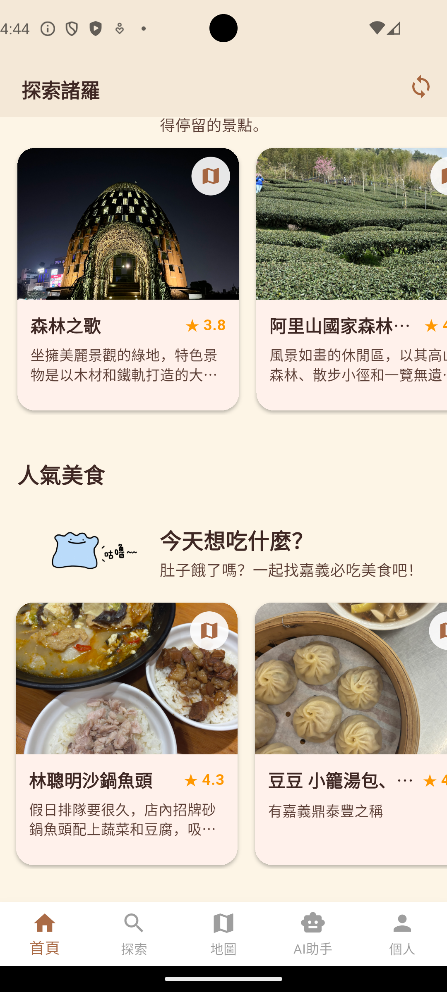 4:44
探索諸羅
得停留的景點。
森林之歌
★ 3.8
坐擁美麗景觀的綠地，特色景
物是以木材和鐵軌打造的大…
阿里山國家森林…
★ 4
風景如畫的休閒區，以其高山
森林、散步小徑和一覽無遺…
人氣美食
咕嚕~~
今天想吃什麼？
肚子餓了嗎？一起找嘉義必吃美食吧！
林聰明沙鍋魚頭
★ 4.3
假日排隊要很久，店內招牌砂
鍋魚頭配上蔬菜和豆腐，吸…
豆豆 小籠湯包、…
★ 4
有嘉義鼎泰豐之稱
首頁
探索
地圖
AI助手
個人